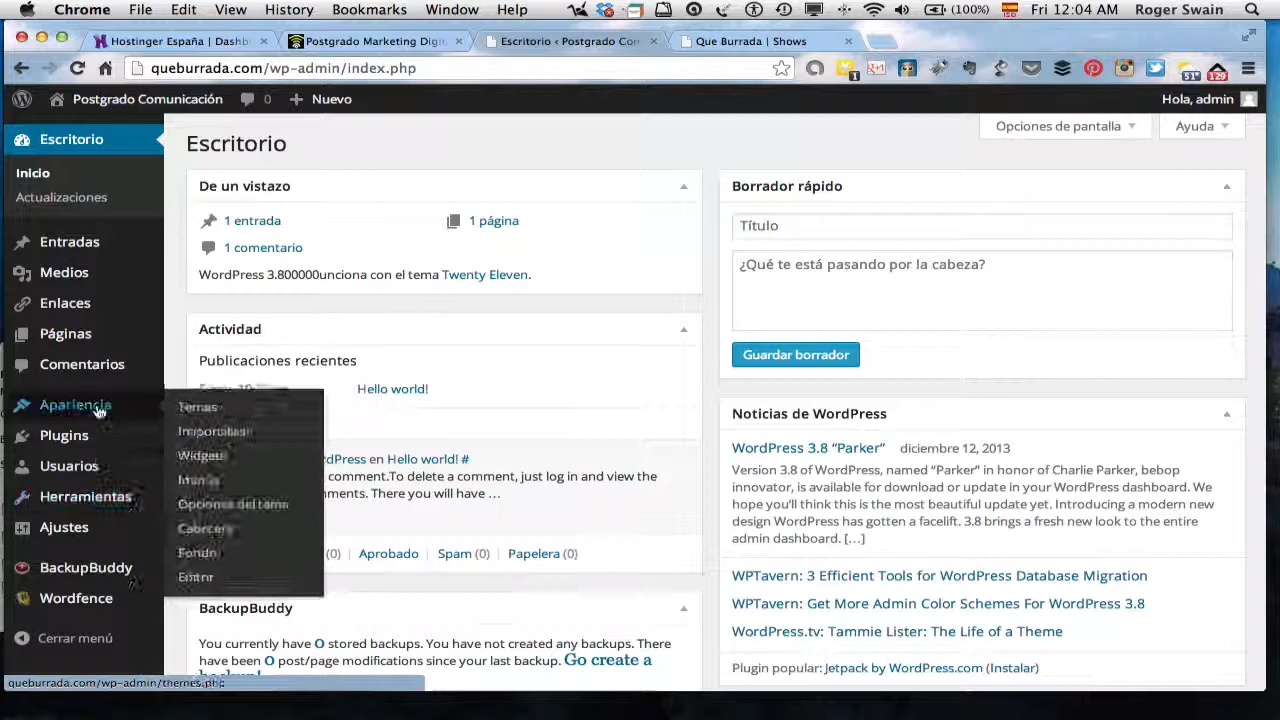 Chrome File Edit View History Bookmarks Window Help (100%) Fri 12:04 AM Roger Swain
Hostinger España | Dashb Postgrado Marketing Digi Escritorio ‹ Postgrado Co Que Burrada | Shows
queburrada.com/wp-admin/index.php 1 51° 129
Postgrado Comunicación 0 Nuevo Hola, admin
Opciones de pantalla Ayuda
Escritorio
Inicio
Actualizaciones
Entradas
Medios
Enlaces
Páginas
Comentarios
Apariencia
Plugins
Usuarios
Herramientas
Ajustes
BackupBuddy
Wordfence
Cerrar menú
Temas
Widgets
Opciones del tema
Fondo
Editor
Escritorio
De un vistazo
1 entrada 1 página
1 comentario
WordPress 3.800000unciona con el tema Twenty Eleven.
Actividad
Publicaciones recientes
Hello world!
dPress en Hello world! #
comment.To delete a comment, just log in and view the
ments. There you will have …
(0) Aprobado Spam (0) Papelera (0)
BackupBuddy
You currently have 0 stored backups. You have not created any backups. There
have been 0 post/page modifications since your last backup. Go create a
backup!
Borrador rápido
Título
¿Qué te está pasando por la cabeza?
Guardar borrador
Noticias de WordPress
WordPress 3.8 “Parker” diciembre 12, 2013
Version 3.8 of WordPress, named “Parker” in honor of Charlie Parker, bebop
innovator, is available for download or update in your WordPress dashboard. We
hope you’ll think this is the most beautiful update yet. Introducing a modern new
design WordPress has gotten a facelift. 3.8 brings a fresh new look to the entire
admin dashboard. […]
WPTavern: 3 Efficient Tools for WordPress Database Migration
WPTavern: Get More Admin Color Schemes For WordPress 3.8
WordPress.tv: Tammie Lister: The Life of a Theme
Plugin popular: Jetpack by WordPress.com (Instalar)
queburrada.com/wp-admin/themes.php